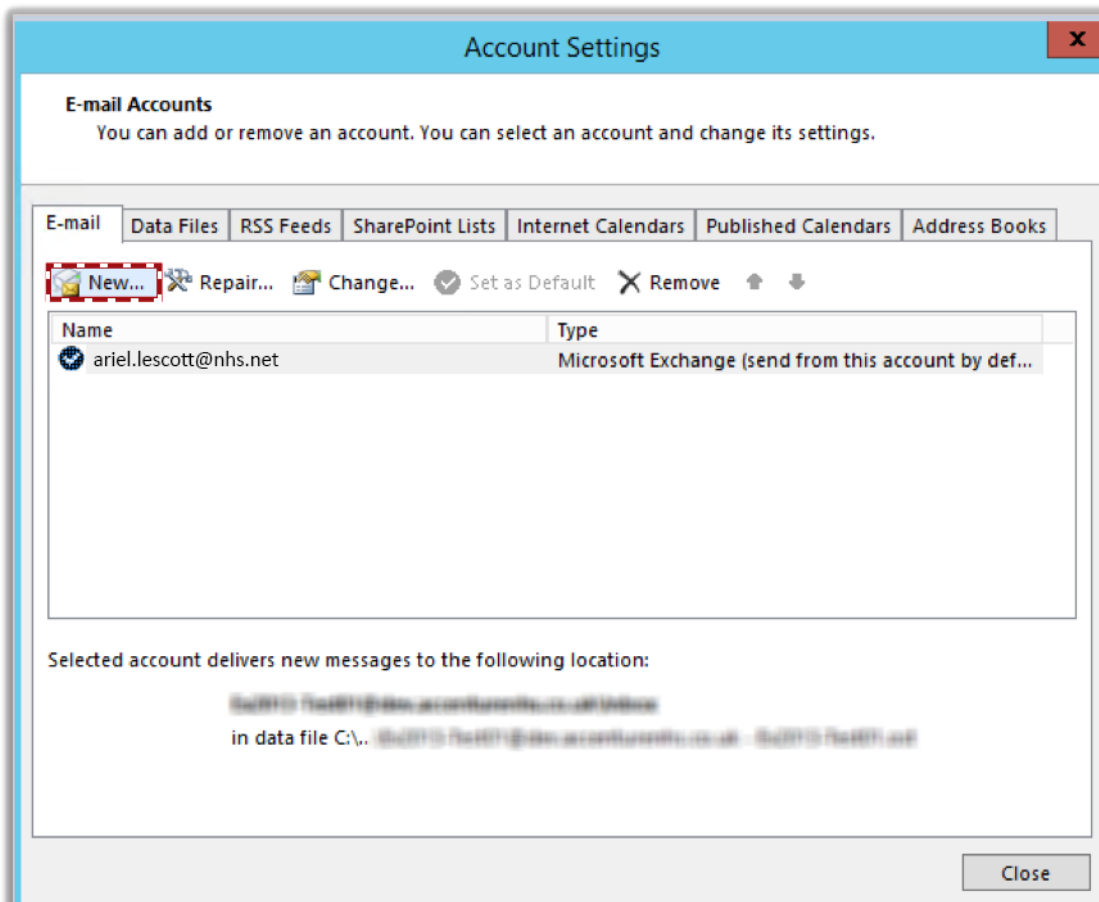 Account Settings
x
E-mail Accounts
You can add or remove an account. You can select an account and change its settings.
E-mail Data Files RSS Feeds SharePoint Lists Internet Calendars Published Calendars Address Books
New... Repair... Change... Set as Default Remove
Name Type
ariel.lescott@nhs.net Microsoft Exchange (send from this account by def...
Selected account delivers new messages to the following location:
in data file C:\..
Close